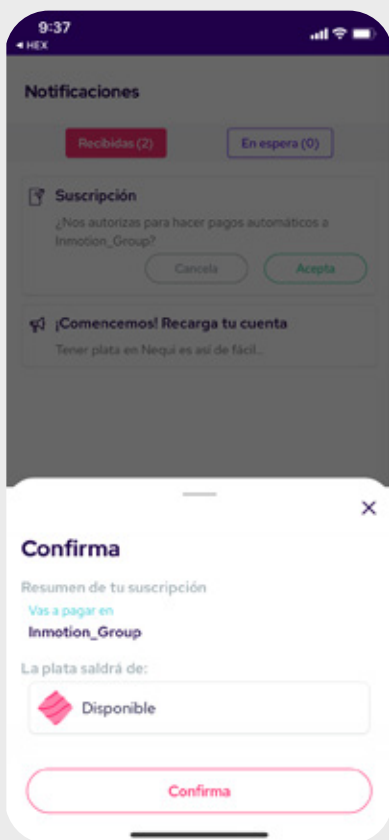 9:37
◀ HEX
Notificaciones
Recibidas (2)
En espera (0)
Suscripción
¿Nos autorizas para hacer pagos automáticos a
Inmotion_Group?
Cancela
Acepta
¡Comencemos! Recarga tu cuenta
Tener plata en Nequi es así de fácil...
Confirma
Resumen de tu suscripción
Vas a pagar en
Inmotion_Group
La plata saldrá de:
Disponible
Confirma